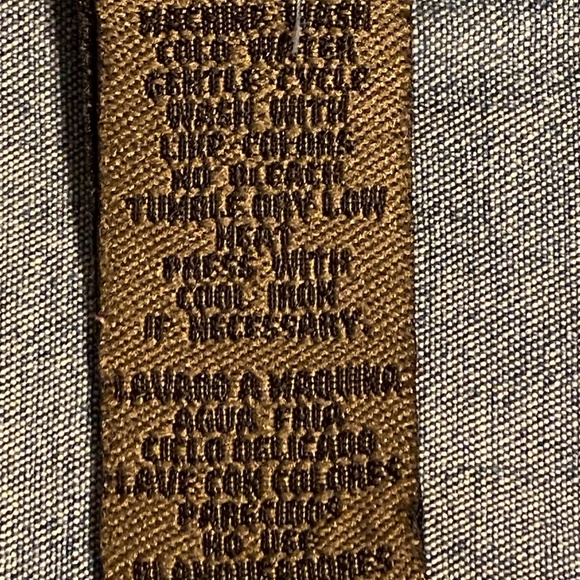 MACHINE WASH
COLD WATER
GENTLE CYCLE
WASH WITH
LIKE COLORS
NO BLEACH
TUMBLE DRY LOW
HEAT
PRESS WITH
COOL IRON
IF NECESSARY.
LAVADO A MAQUINA
AGUA FRIA
CICLO DELICADO
LAVE CON COLORES
PARECIDOS
NO USE
BLANQUEADORES